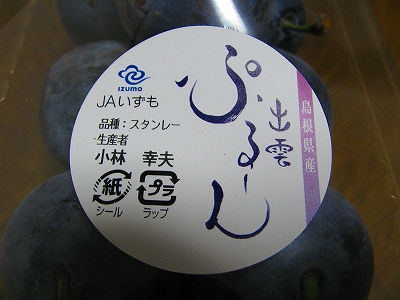 IZUMO
JAいずも
品種：スタンレー
生産者
小林 幸夫
紙
シール
プラ
ラップ
出雲
ぷるーん
島根県産